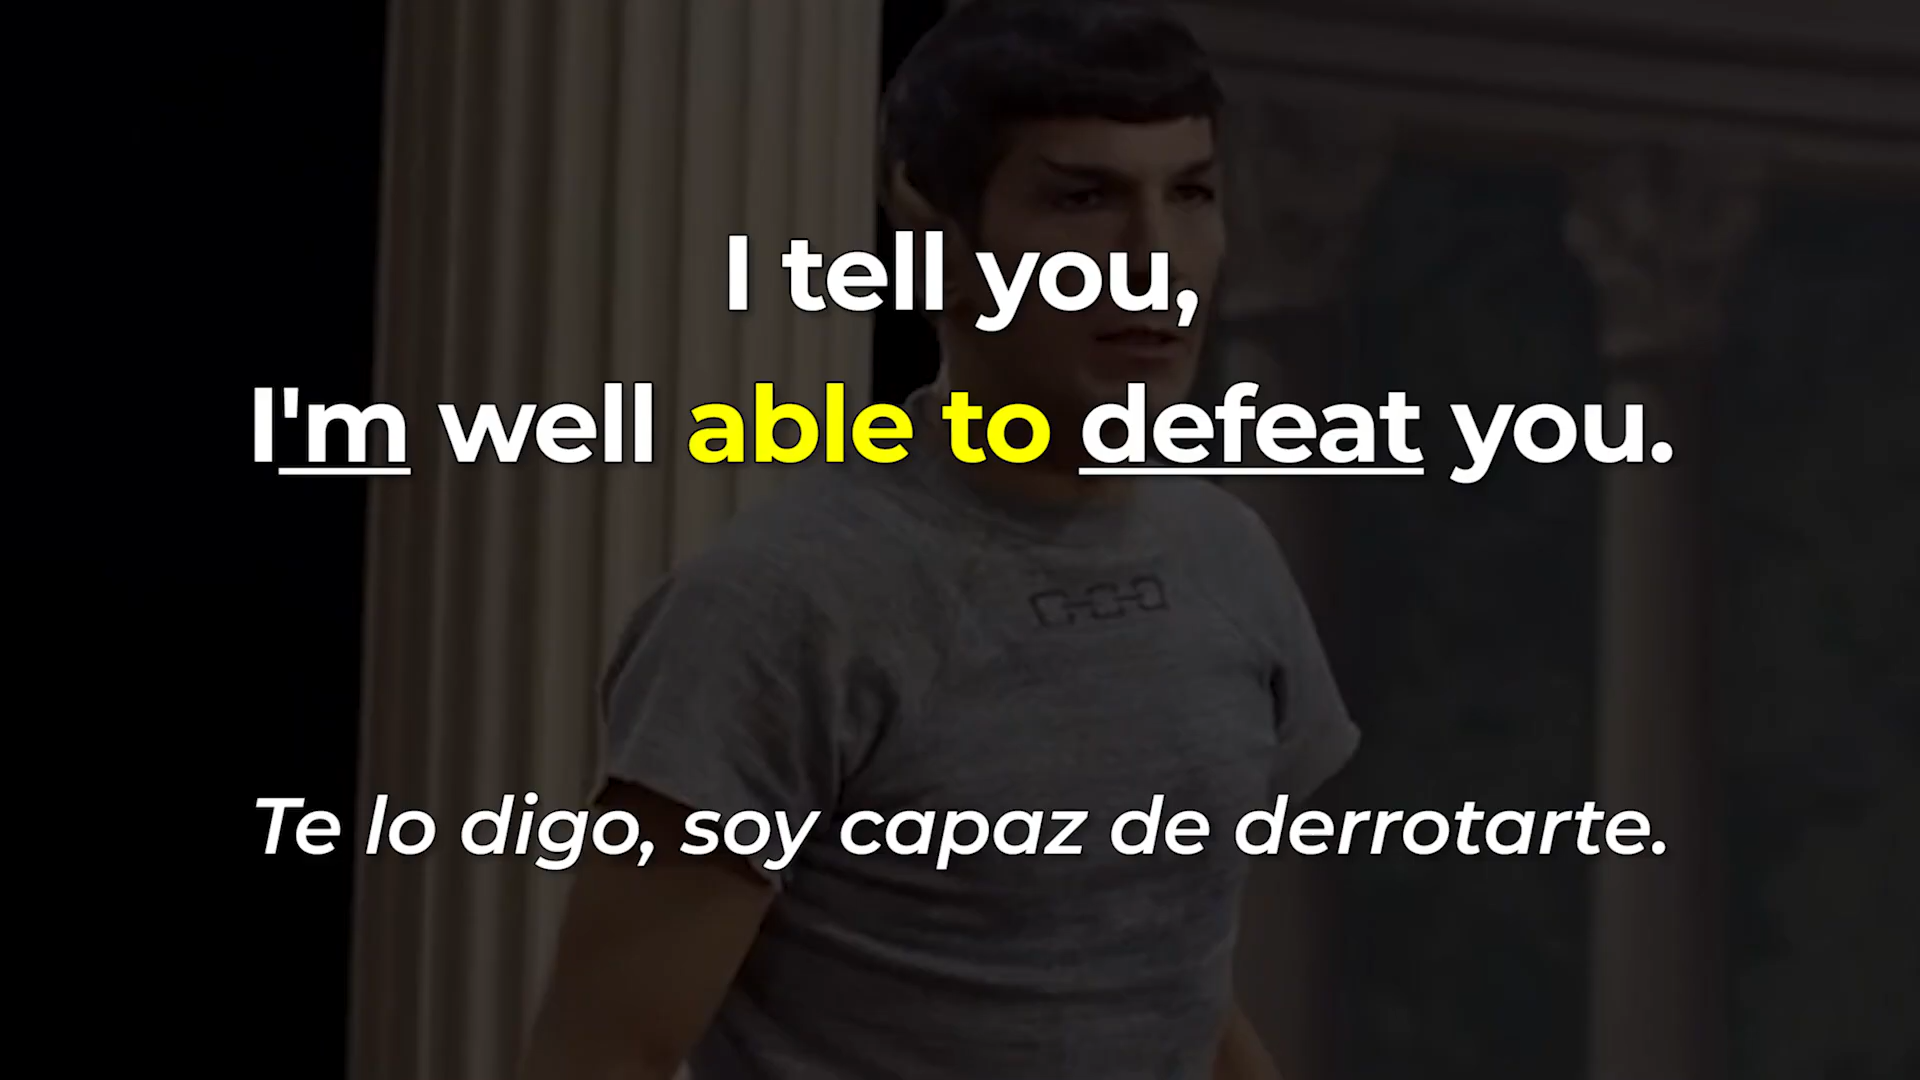 I tell you,
I'm well able to defeat you.
Te lo digo, soy capaz de derrotarte.